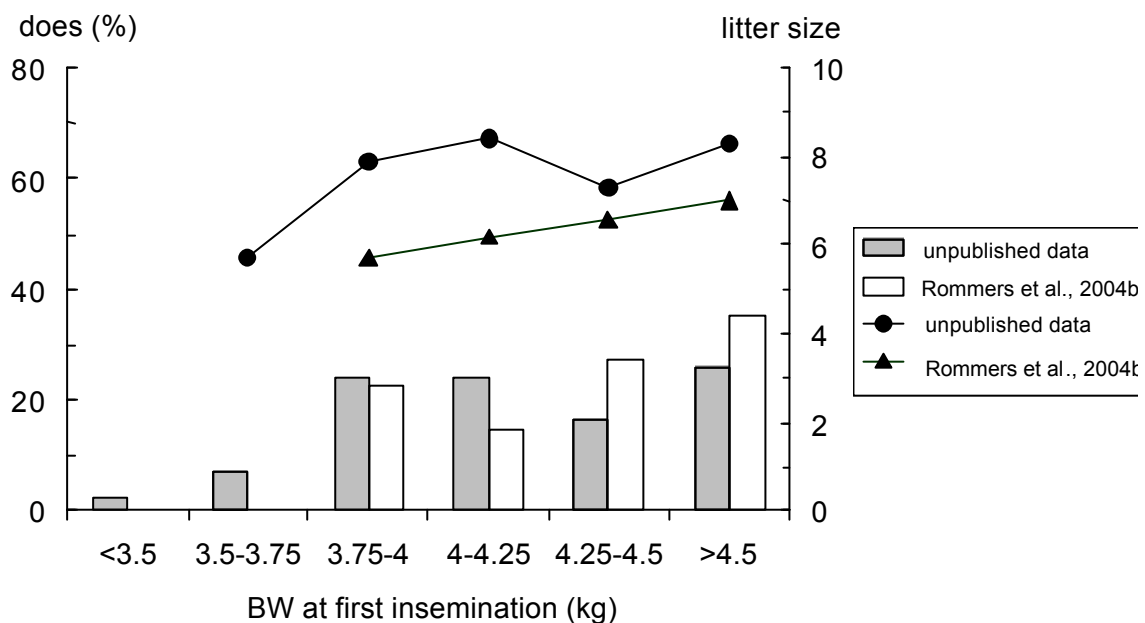 does (%) litter size
80 10
60 8
40 6
20 4
0 2
0
unpublished data
Rommers et al., 2004b
unpublished data
Rommers et al., 2004b
<3.5 3.5-3.75 3.75-4 4-4.25 4.25-4.5 >4.5
BW at first insemination (kg)